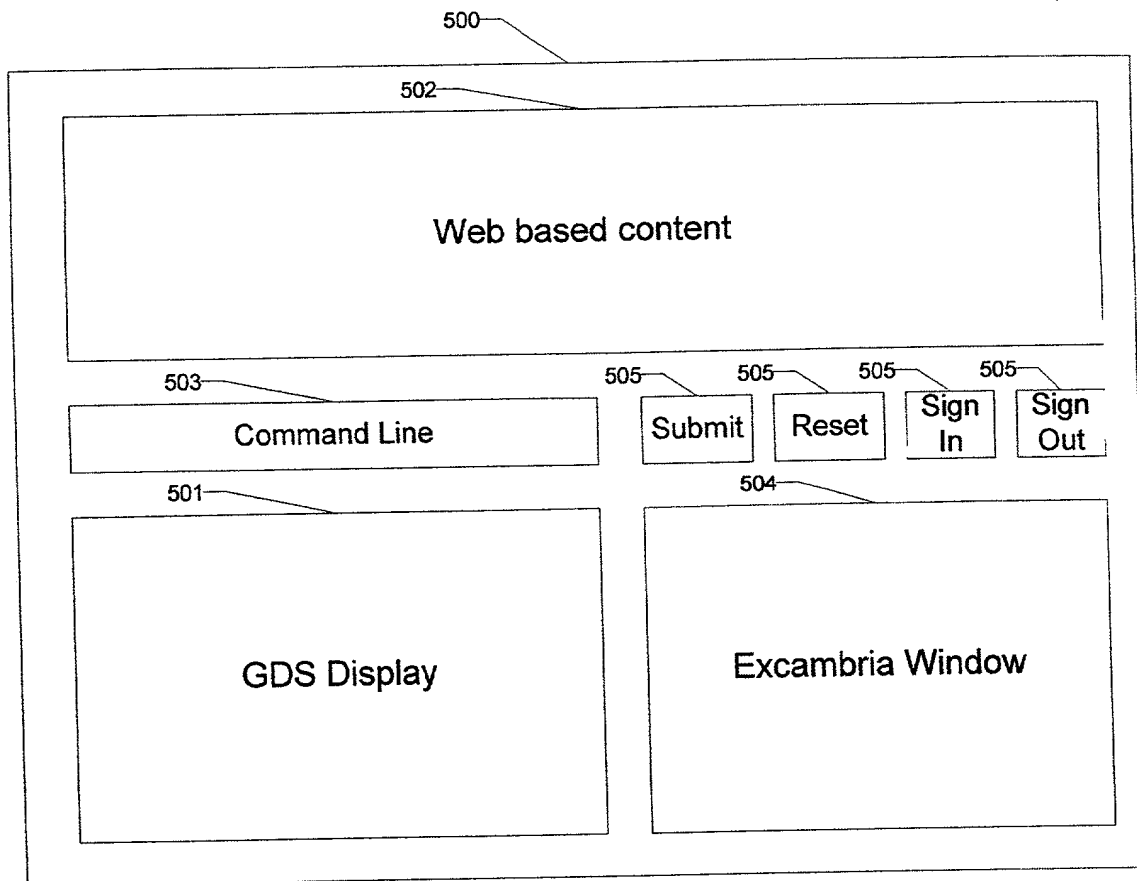 500
502
Web based content
503
505
505
505
505
Command Line
Submit
Reset
Sign
In
Sign
Out
501
504
GDS Display
Excambria Window